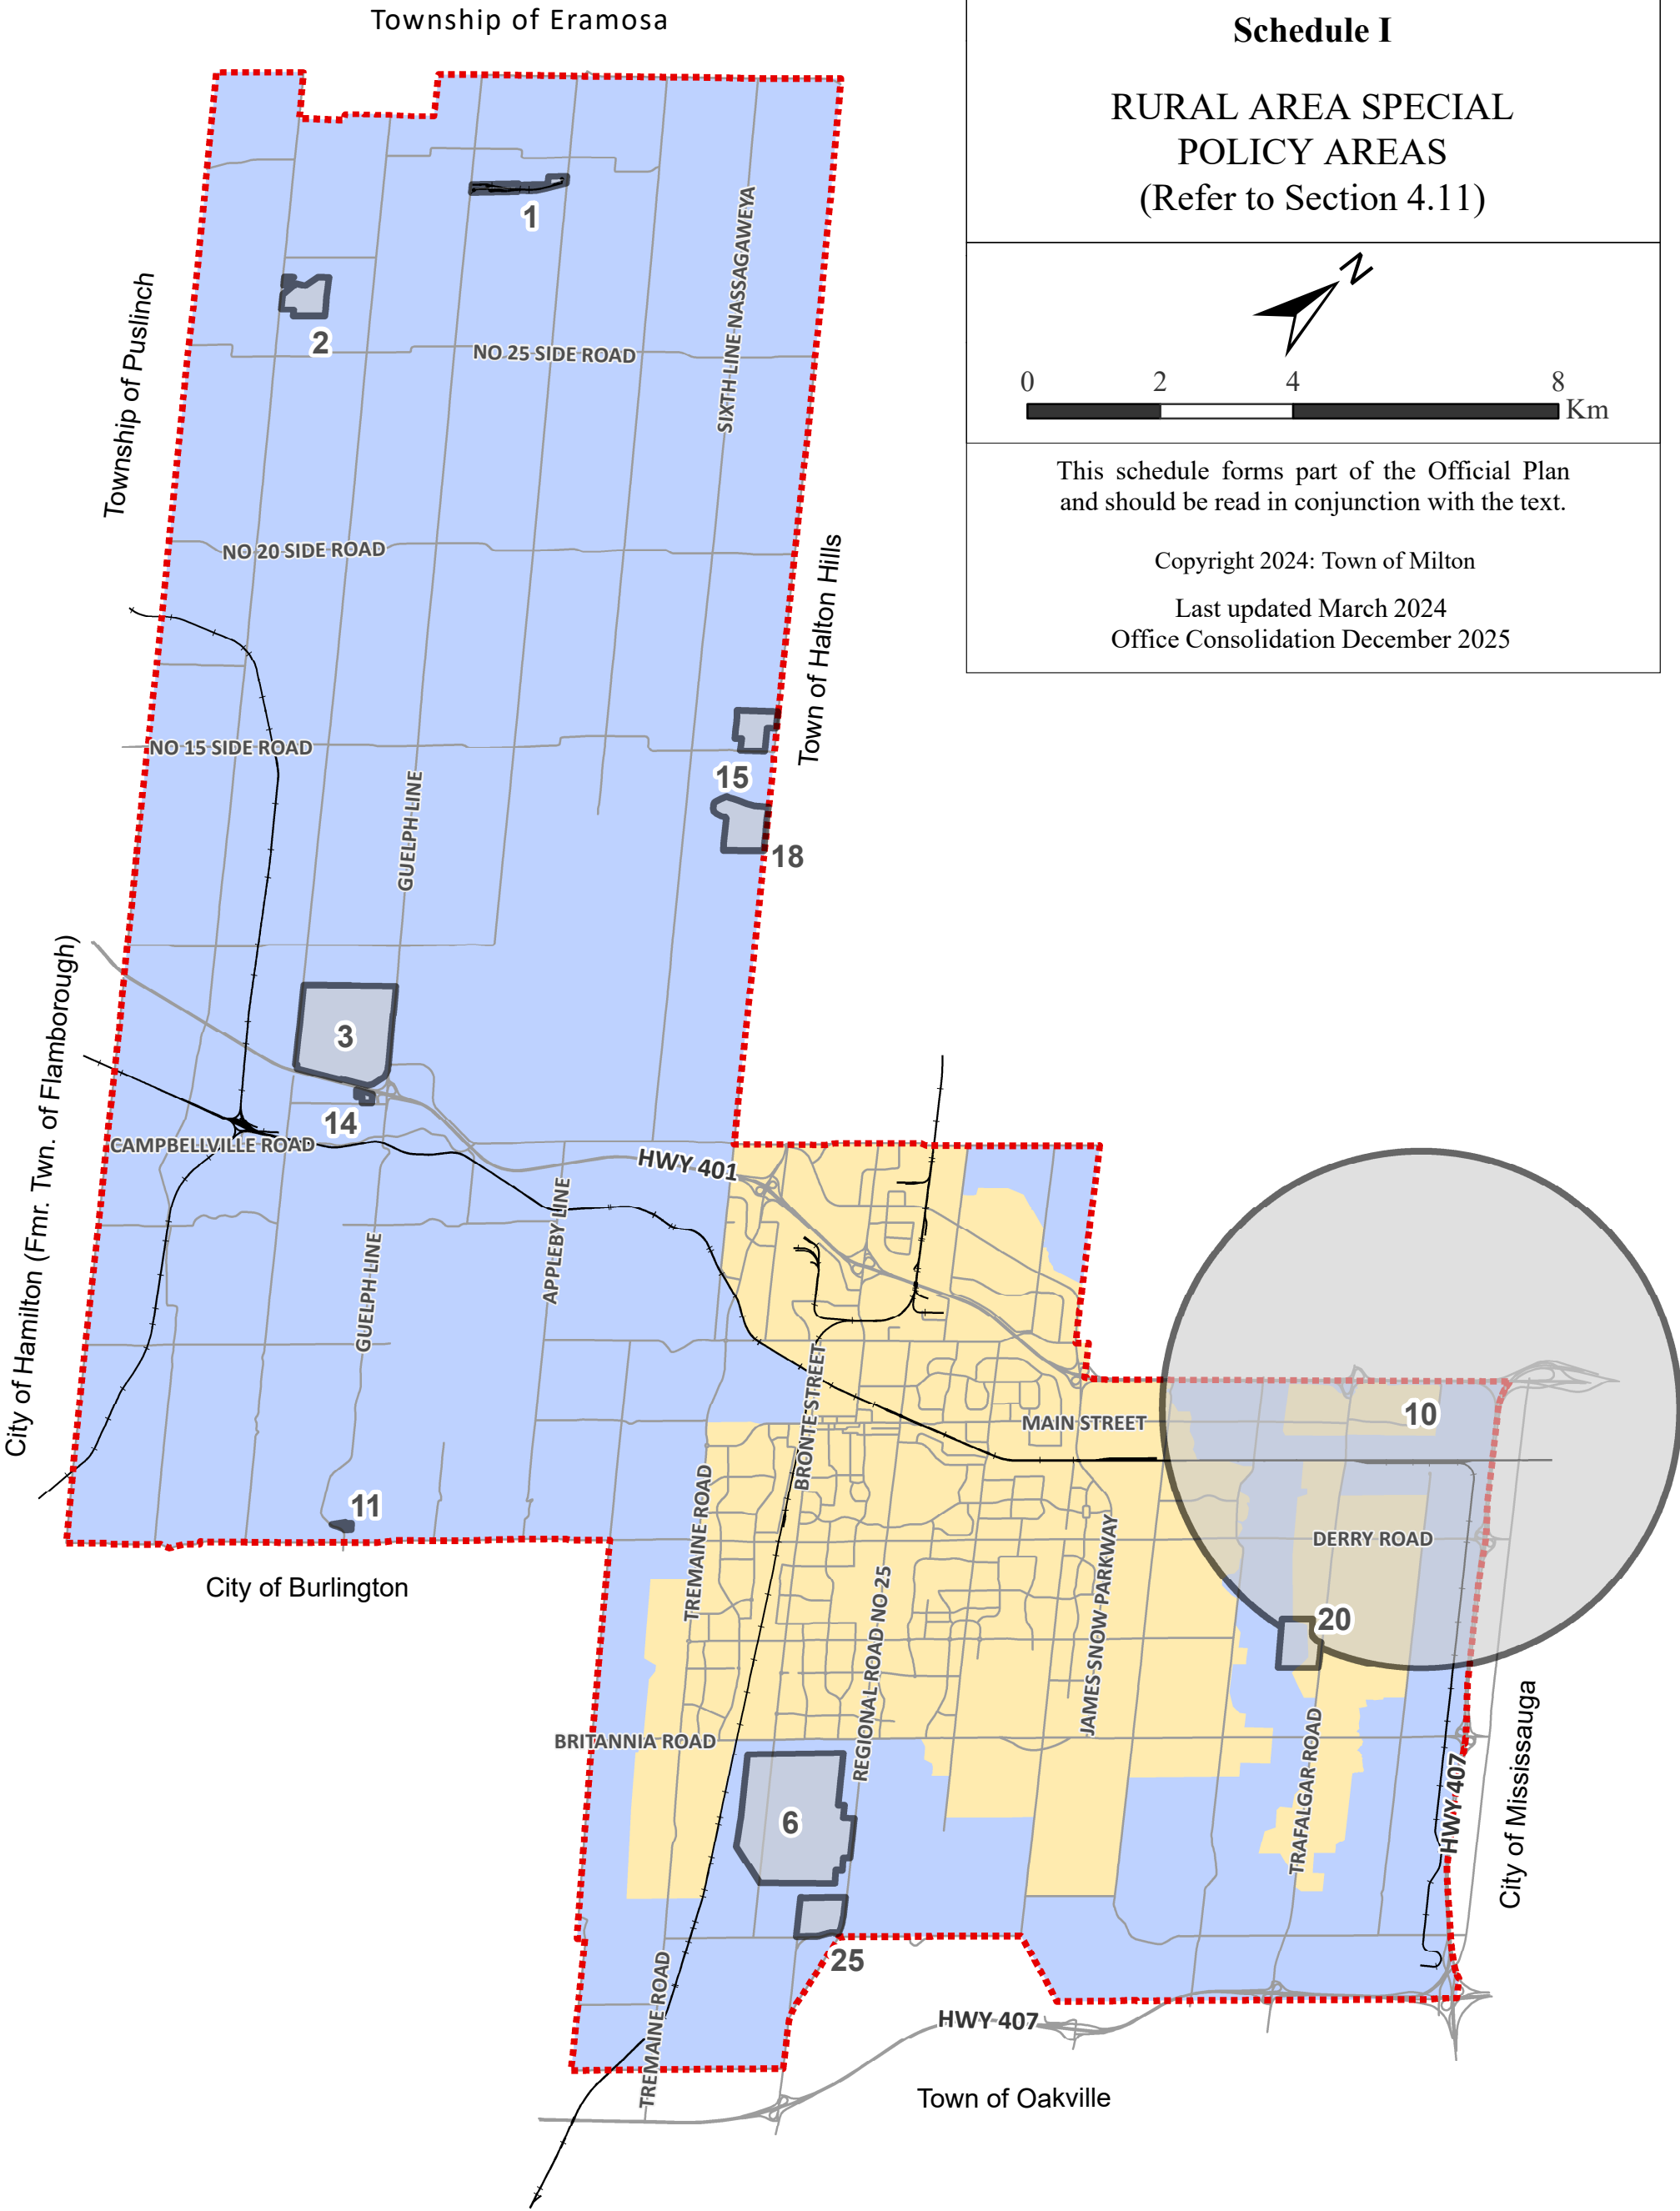 Township of Eramosa
Schedule I
RURAL AREA SPECIAL
POLICY AREAS
(Refer to Section 4.11)
N
0 2 4 8
Km
This schedule forms part of the Official Plan
and should be read in conjunction with the text.
Copyright 2024: Town of Milton
Last updated March 2024
Office Consolidation December 2025
1
SIXTH LINE NASSAGAWEYA
Township of Puslinch
2
NO 25 SIDE ROAD
NO 20 SIDE ROAD
Town of Halton Hills
NO 15 SIDE ROAD
15
GUELPH LINE
18
City of Hamilton (Fmr. Twn. of Flamborough)
3
14
CAMPBELLVILLE ROAD
HWY 401
APPLEBY LINE
GUELPH LINE
BRONTE STREET
MAIN STREET
10
TREMAINE ROAD
11
DERRY ROAD
City of Burlington
REGIONAL ROAD NO 25
JAMES SNOW PARKWAY
20
BRITANNIA ROAD
TRAFALGAR ROAD
HWY 407
City of Mississauga
6
25
TREMAINE ROAD
HWY 407
Town of Oakville